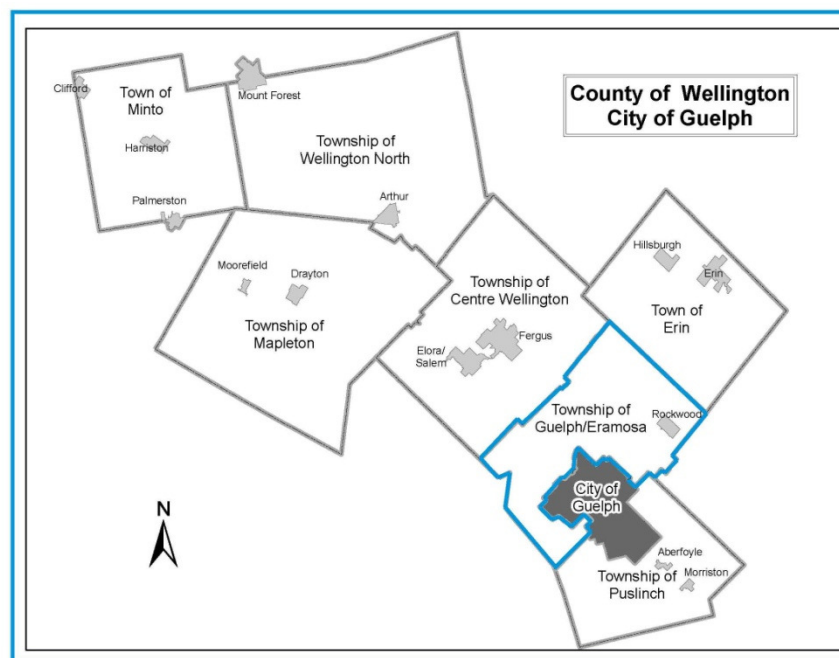 County of Wellington
City of Guelph
Clifford
Town of
Minto
Mount Forest
Harriston
Township of
Wellington North
Palmerston
Arthur
Moorefield
Drayton
Township of
Mapleton
Township of
Centre Wellington
Fergus
Elora/
Salem
Hillsburgh
Erin
Town of
Erin
Township of
Guelph/Eramosa
Rockwood
City of
Guelph
N
Aberfoyle
Morriston
Township of
Puslinch